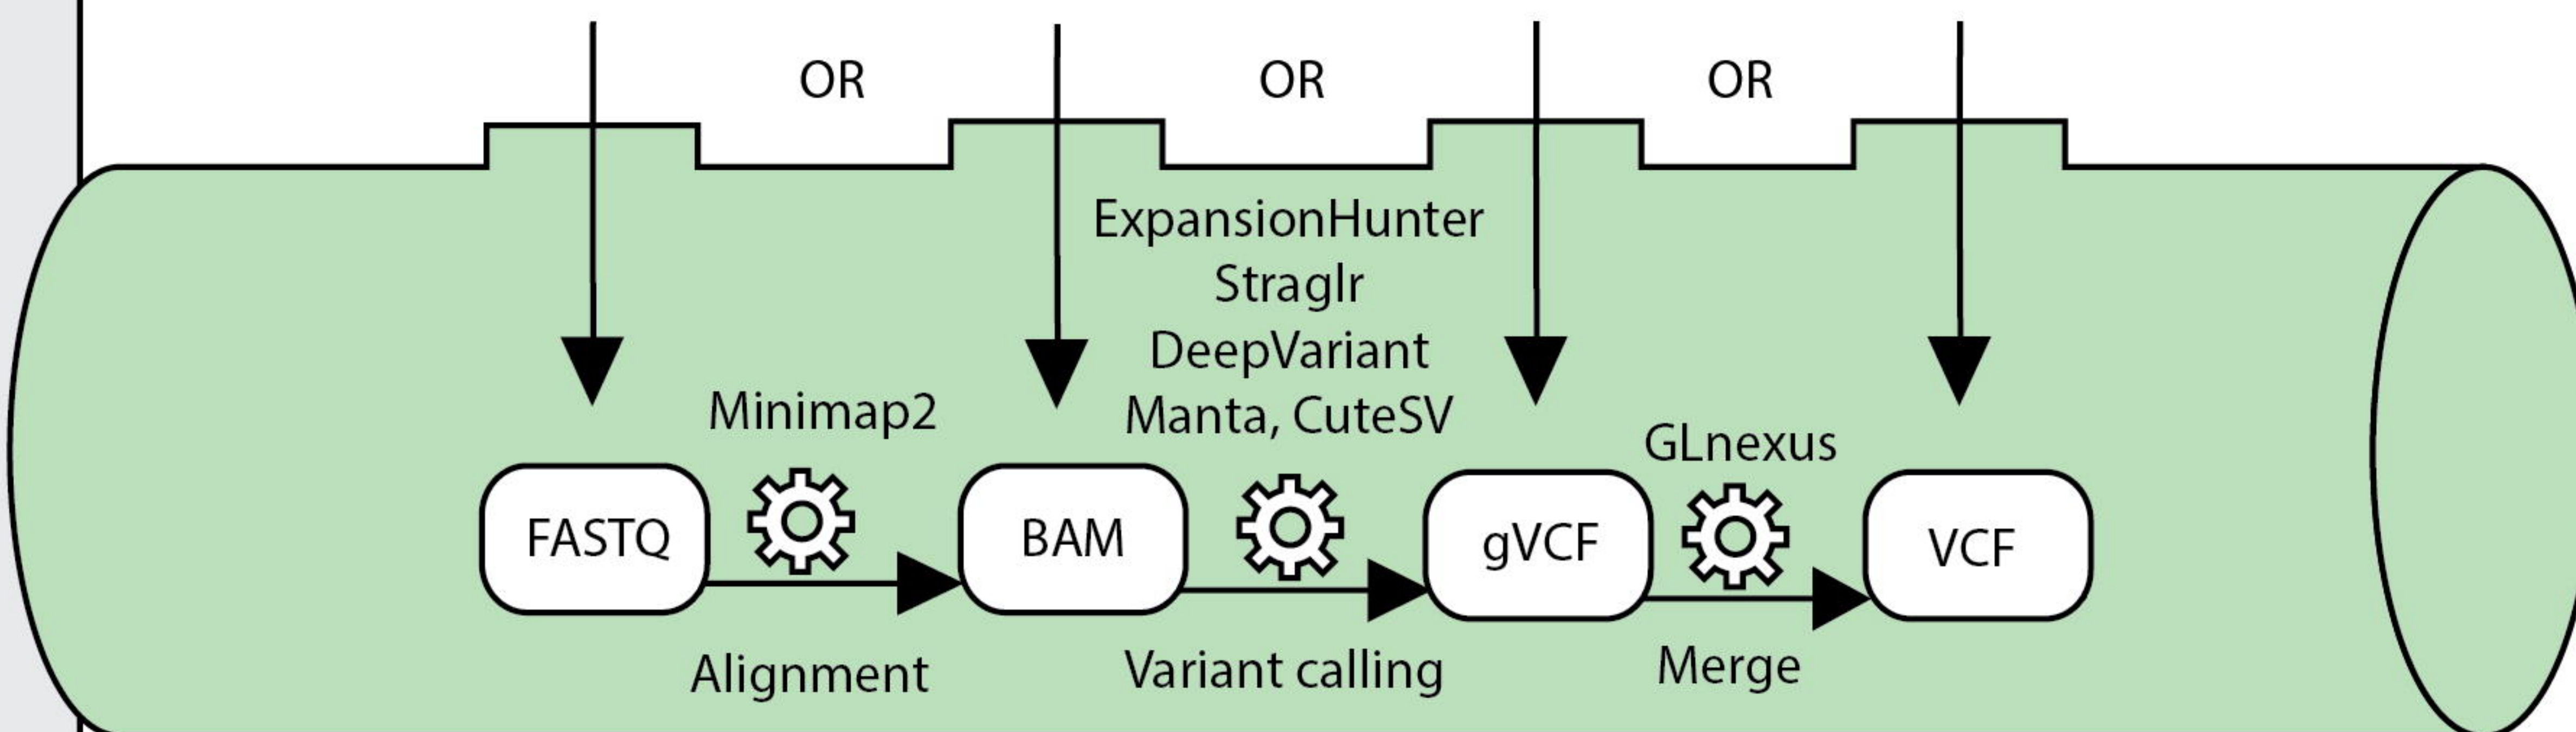 OR
OR
OR
ExpansionHunter
Straglr
DeepVariant
Manta, CuteSV
Minimap2
GLnexus
FASTQ
BAM
gVCF
VCF
Alignment
Variant calling
Merge